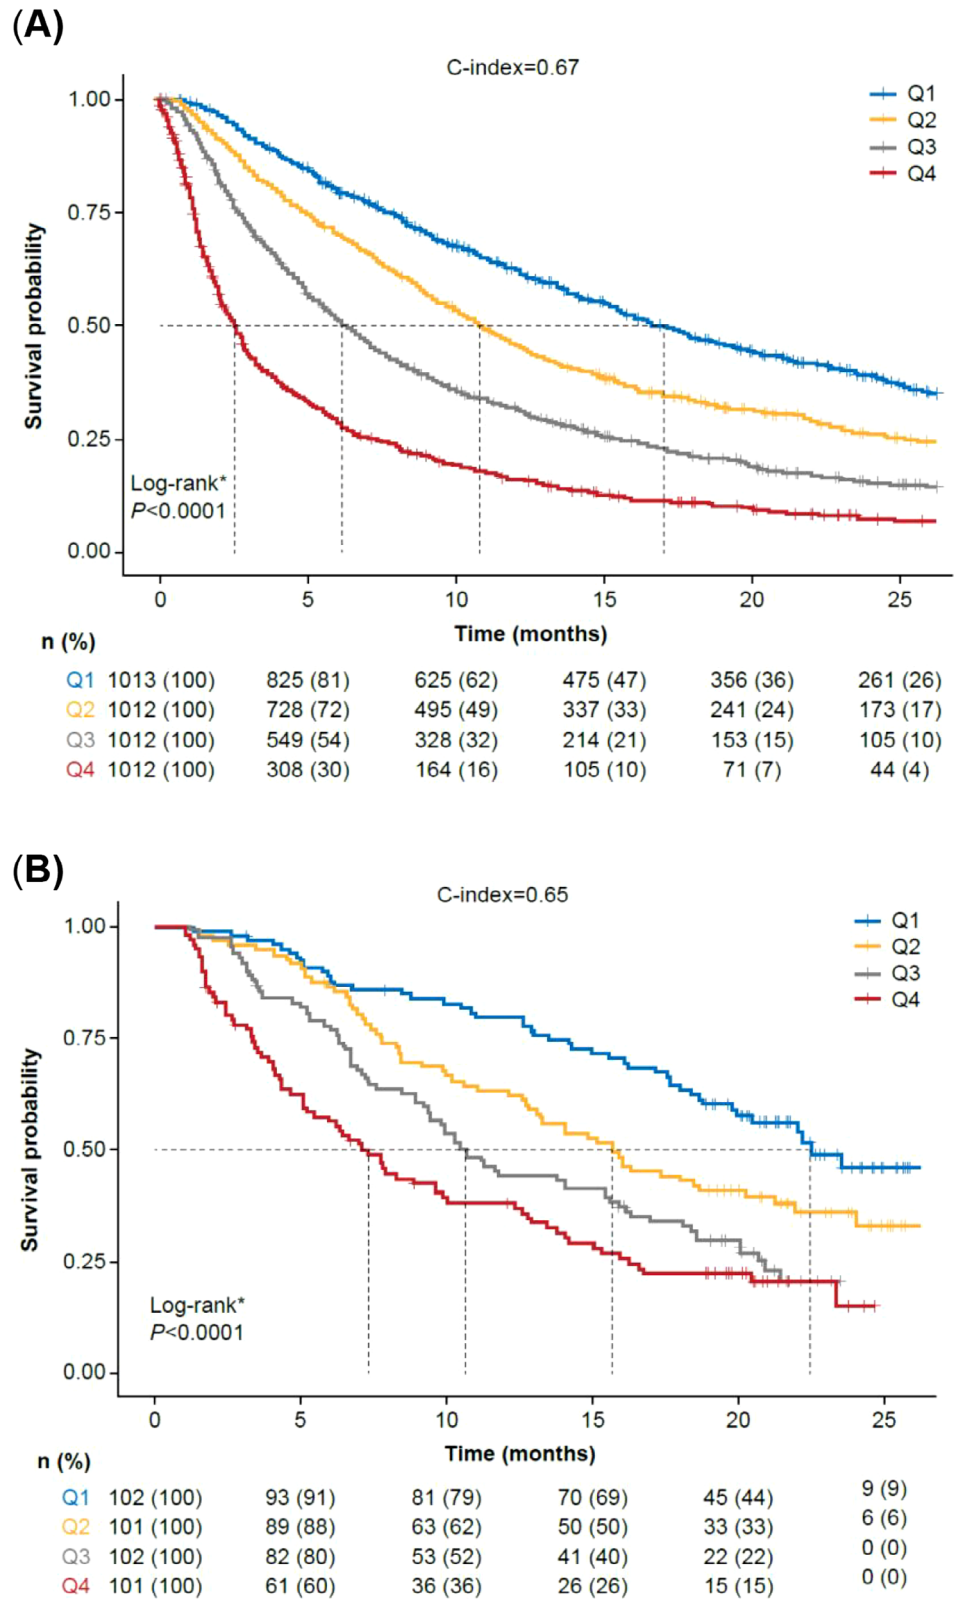 (A)
C-index=0.67
Q1
Q2
Q3
Q4
Survival probability
1.00
0.75
0.50
0.25
0.00
Log-rank*
P<0.0001
0 5 10 15 20 25
Time (months)
n (%)
Q1 1013 (100) 825 (81) 625 (62) 475 (47) 356 (36) 261 (26)
Q2 1012 (100) 728 (72) 495 (49) 337 (33) 241 (24) 173 (17)
Q3 1012 (100) 549 (54) 328 (32) 214 (21) 153 (15) 105 (10)
Q4 1012 (100) 308 (30) 164 (16) 105 (10) 71 (7) 44 (4)
(B)
C-index=0.65
Q1
Q2
Q3
Q4
Survival probability
1.00
0.75
0.50
0.25
0.00
Log-rank*
P<0.0001
0 5 10 15 20 25
Time (months)
n (%)
Q1 102 (100) 93 (91) 81 (79) 70 (69) 45 (44) 9 (9)
Q2 101 (100) 89 (88) 63 (62) 50 (50) 33 (33) 6 (6)
Q3 102 (100) 82 (80) 53 (52) 41 (40) 22 (22) 0 (0)
Q4 101 (100) 61 (60) 36 (36) 26 (26) 15 (15) 0 (0)